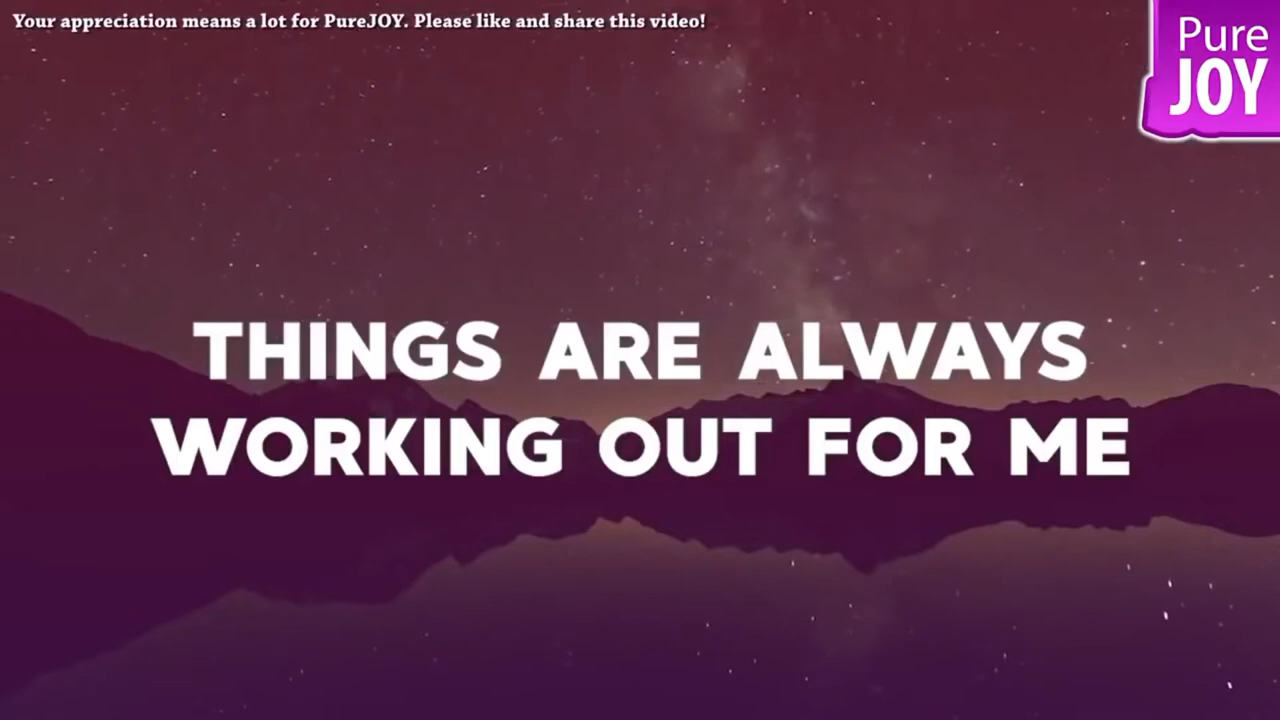 Your appreciation means a lot for PureJOY. Please like and share this video!
Pure
JOY
THINGS ARE ALWAYS
WORKING OUT FOR ME